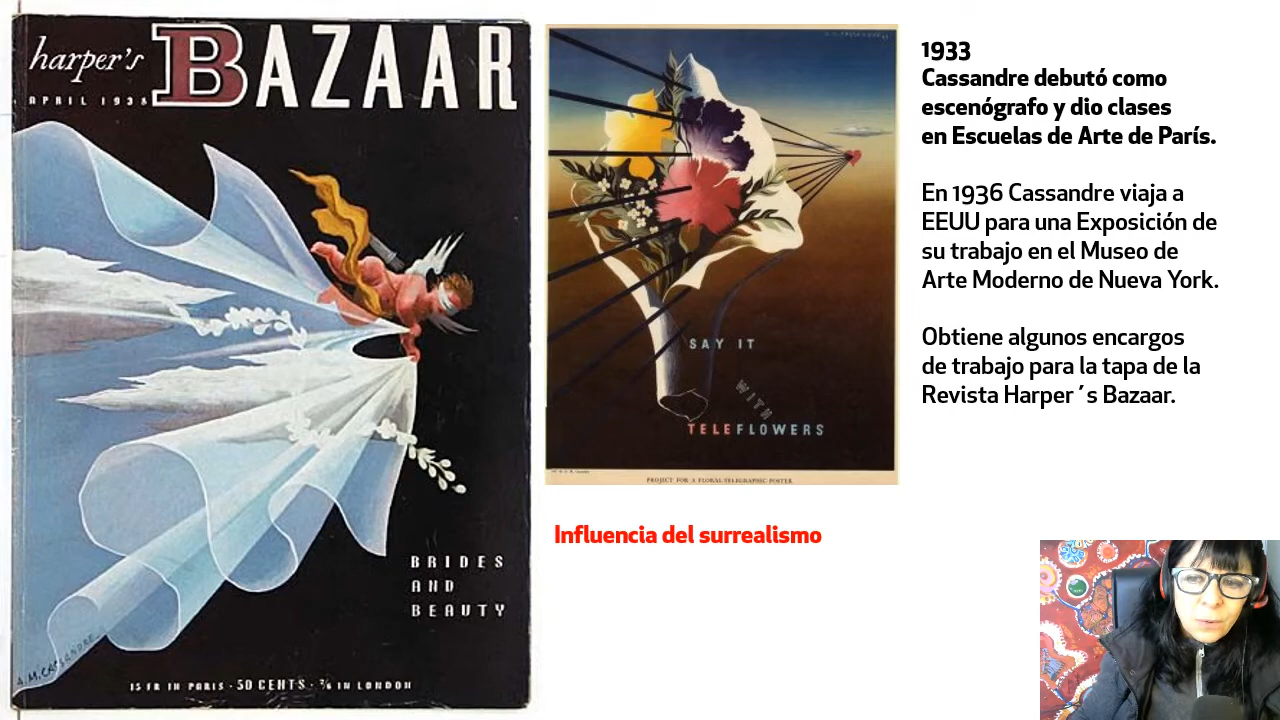 harper's BAZAAR
APRIL 1938
BRIDES
AND
BEAUTY
A.M.CASSANDRE
15 FR IN PARIS · 50 CENTS · 2/6 IN LONDON
SAY IT
WITH
TELEFLOWERS
PROJECT FOR A FLORAL TELEGRAPHIC POSTER
Influencia del surrealismo
1933
Cassandre debutó como
escenógrafo y dio clases
en Escuelas de Arte de París.
En 1936 Cassandre viaja a
EEUU para una Exposición de
su trabajo en el Museo de
Arte Moderno de Nueva York.
Obtiene algunos encargos
de trabajo para la tapa de la
Revista Harper ´s Bazaar.